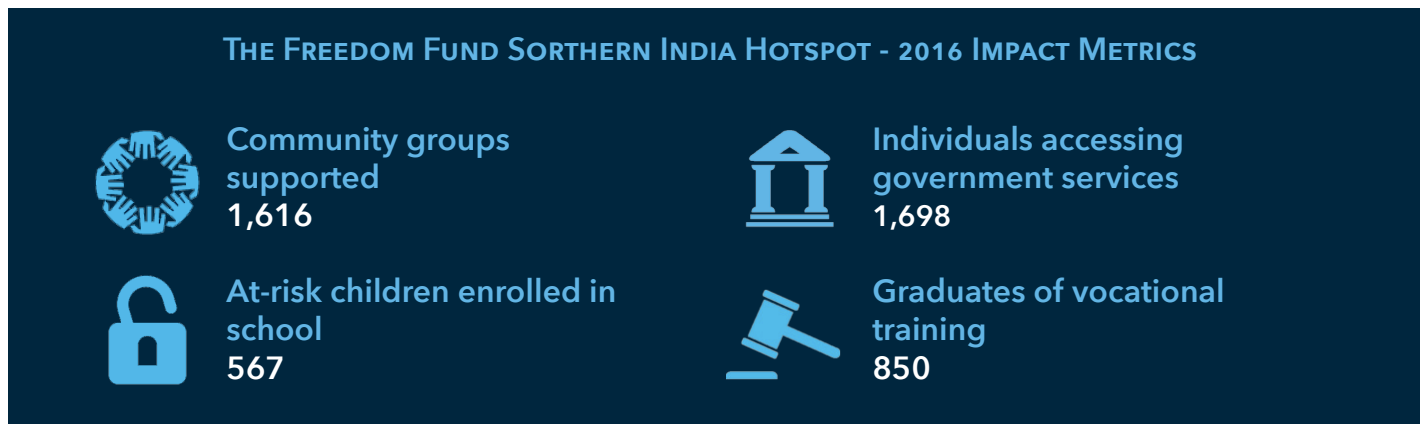 The Freedom Fund Sorthern India Hotspot - 2016 Impact Metrics
Community groups
supported
1,616
Individuals accessing
government services
1,698
At-risk children enrolled in
school
567
Graduates of vocational
training
850